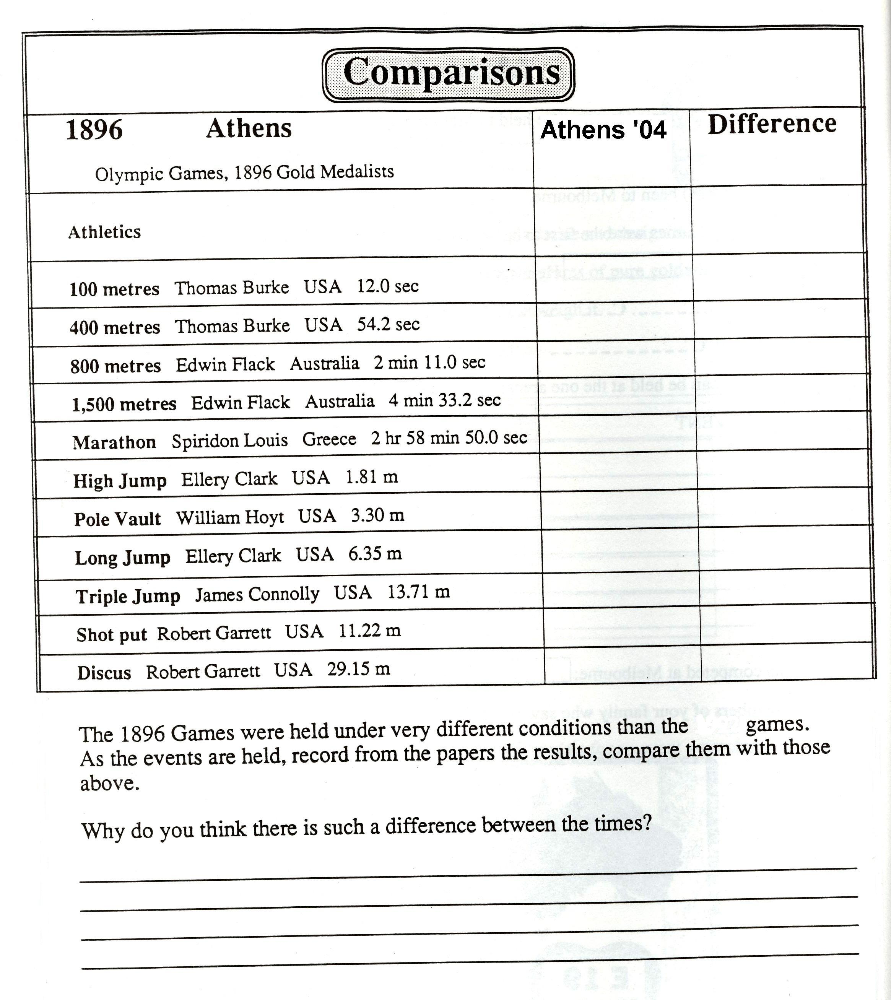 Comparisons
1896 Athens Athens '04 Difference
Olympic Games, 1896 Gold Medalists
Athletics
100 metres Thomas Burke USA 12.0 sec
400 metres Thomas Burke USA 54.2 sec
800 metres Edwin Flack Australia 2 min 11.0 sec
1,500 metres Edwin Flack Australia 4 min 33.2 sec
Marathon Spiridon Louis Greece 2 hr 58 min 50.0 sec
High Jump Ellery Clark USA 1.81 m
Pole Vault William Hoyt USA 3.30 m
Long Jump Ellery Clark USA 6.35 m
Triple Jump James Connolly USA 13.71 m
Shot put Robert Garrett USA 11.22 m
Discus Robert Garrett USA 29.15 m
The 1896 Games were held under very different conditions than the games.
As the events are held, record from the papers the results, compare them with those
above.
Why do you think there is such a difference between the times?